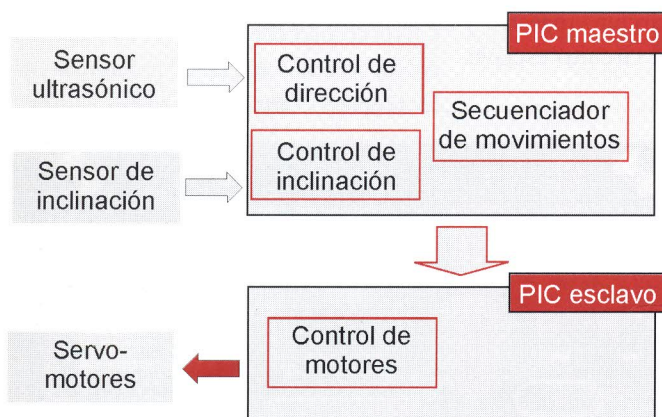 PIC maestro
Sensor
ultrasónico
Control de
dirección
Secuenciador
de movimientos
Sensor de
inclinación
Control de
inclinación
PIC esclavo
Servo-
motores
Control de
motores